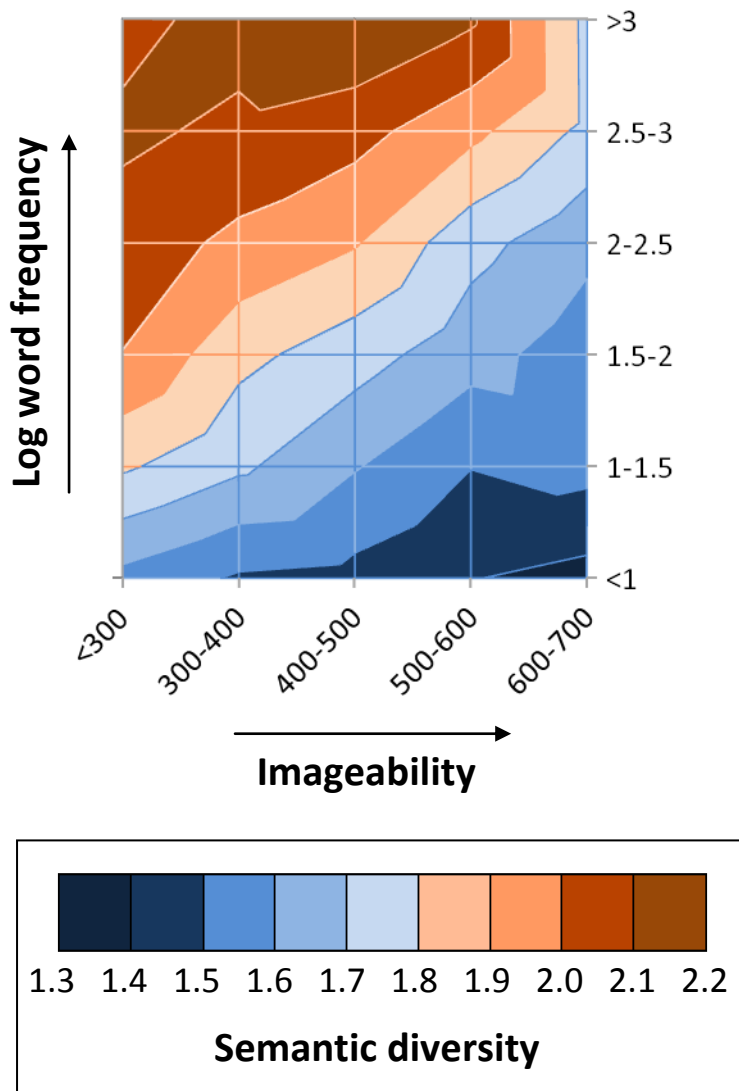 >3
2.5-3
2-2.5
1.5-2
1-1.5
<1
Log word frequency
<300
300-400
400-500
500-600
600-700
Imageability
1.3 1.4 1.5 1.6 1.7 1.8 1.9 2.0 2.1 2.2
Semantic diversity